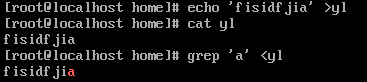 [root@localhost home]# echo 'fisidfjia' >yl
[root@localhost home]# cat yl
fisidfjia
[root@localhost home]# grep 'a' <yl
fisidfjia